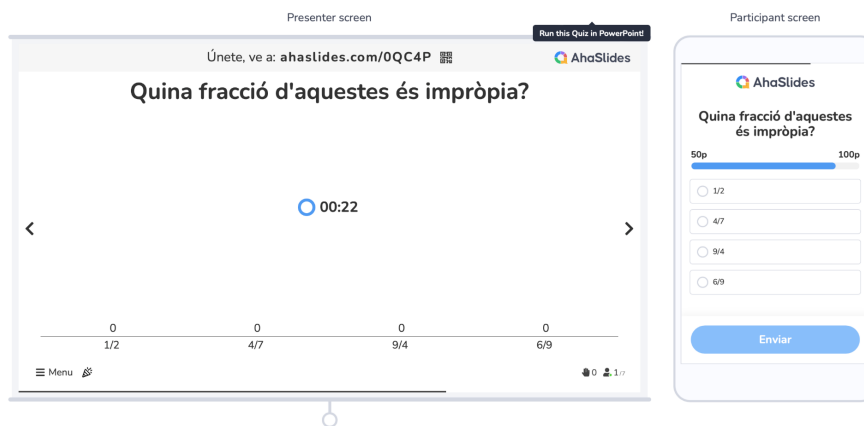 Presenter screen
Participant screen
Run this Quiz in PowerPoint!
Únete, ve a: ahaslides.com/0QC4P
AhaSlides
Quina fracció d'aquestes és impròpia?
00:22
0 0 0 0
1/2 4/7 9/4 6/9
Menu
0 1/7
AhaSlides
Quina fracció d'aquestes
és impròpia?
50p 100p
1/2
4/7
9/4
6/9
Enviar